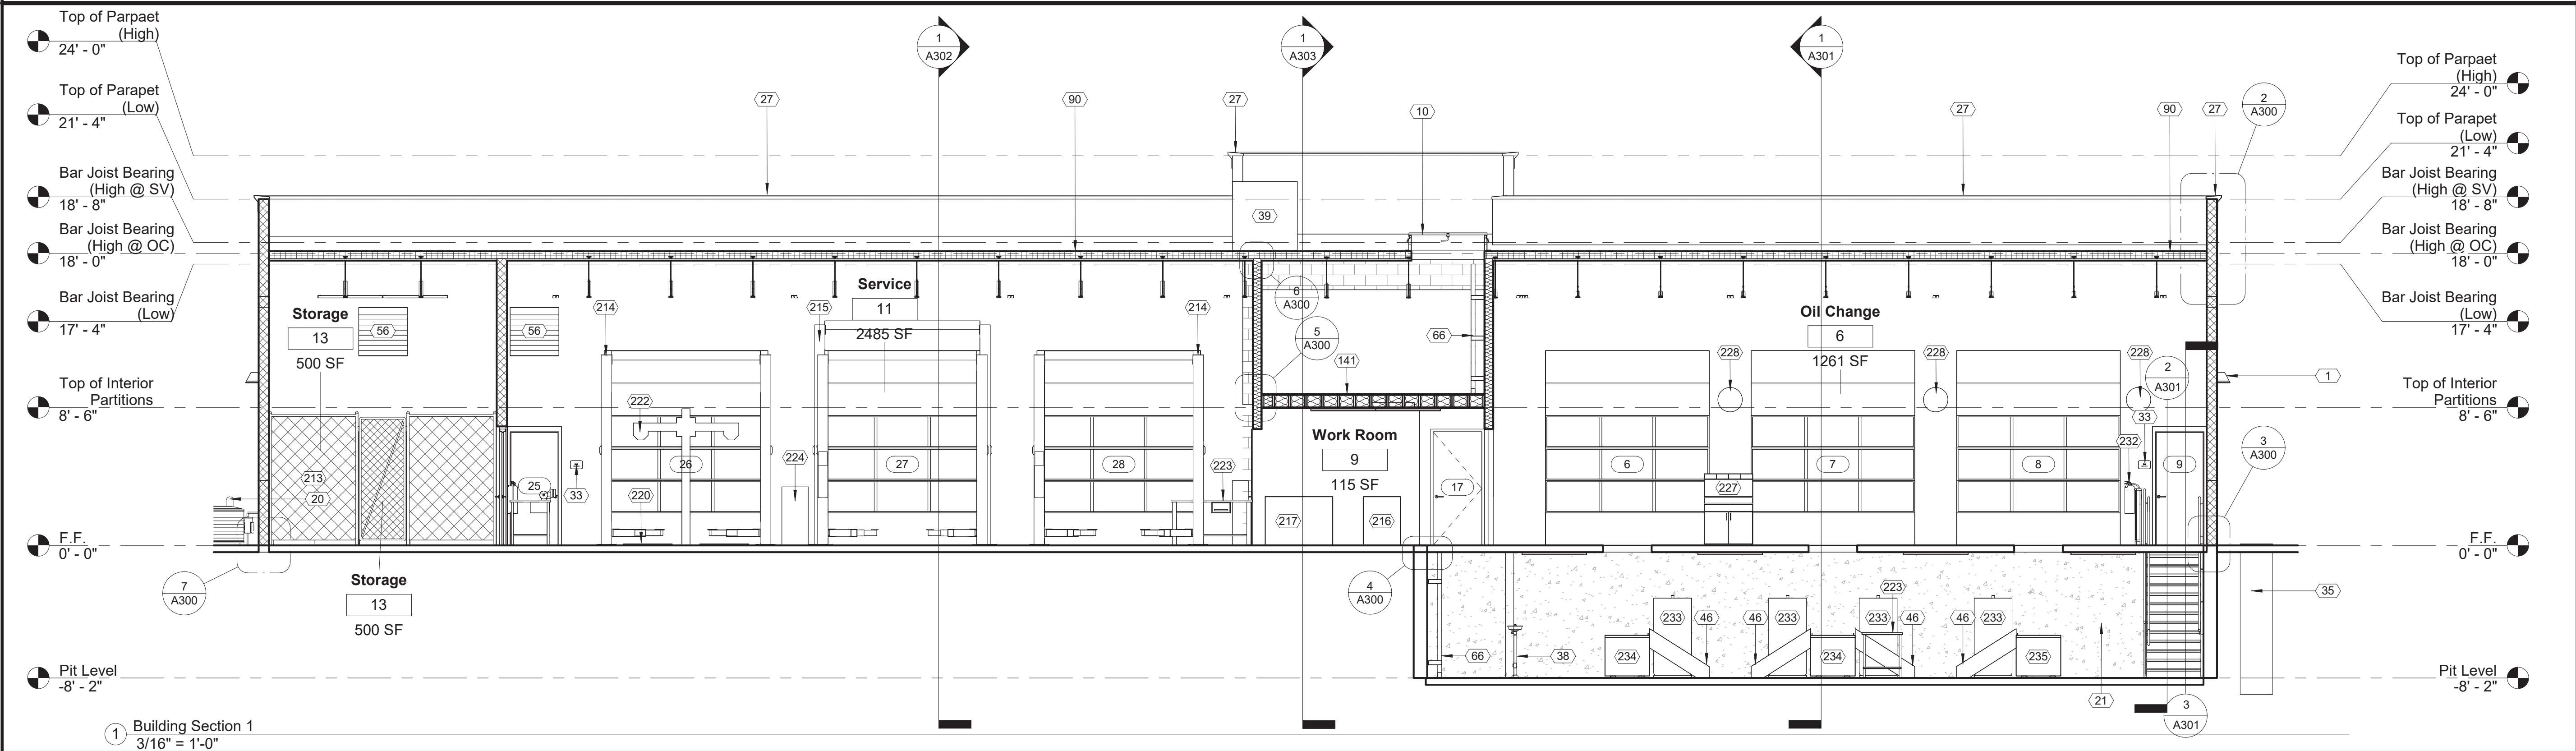 Top of Parpaet
(High)
24' - 0"
Top of Parapet
(Low)
21' - 4"
Bar Joist Bearing
(High @ SV)
18' - 8"
Bar Joist Bearing
(High @ OC)
18' - 0"
Bar Joist Bearing
(Low)
17' - 4"
Top of Interior
Partitions
8' - 6"
F.F.
0' - 0"
Pit Level
-8' - 2"
1
A302
1
A303
1
A301
27
90
27
10
27
90
27
2
A300
39
Storage
13
500 SF
56
56
214
215
Service
11
2485 SF
214
6
A300
5
A300
141
66
Oil Change
6
1261 SF
228
228
228
2
A301
1
33
232
3
A300
222
224
26
27
28
223
220
25
33
213
20
Work Room
9
115 SF
217
216
17
6
7
8
9
227
7
A300
Storage
13
500 SF
4
A300
66
38
234
233
46
46
233
234
233
223
46
46
233
235
21
35
3
A301
Top of Parpaet
(High)
24' - 0"
Top of Parapet
(Low)
21' - 4"
Bar Joist Bearing
(High @ SV)
18' - 8"
Bar Joist Bearing
(High @ OC)
18' - 0"
Bar Joist Bearing
(Low)
17' - 4"
Top of Interior
Partitions
8' - 6"
F.F.
0' - 0"
Pit Level
-8' - 2"
1
Building Section 1
3/16" = 1'-0"